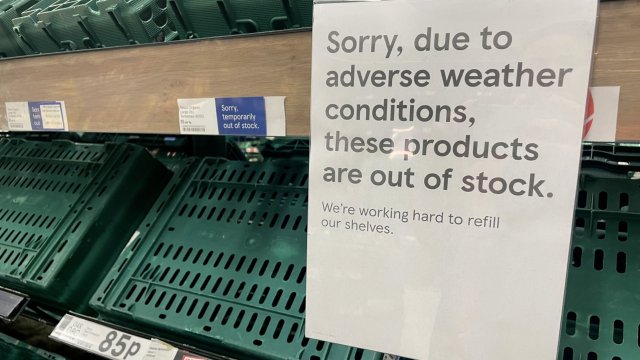 Sorry, due to
adverse weather
conditions,
these products
are out of stock.
We're working hard to refill
our shelves.
Sorry,
temporarily
out of stock.
85p